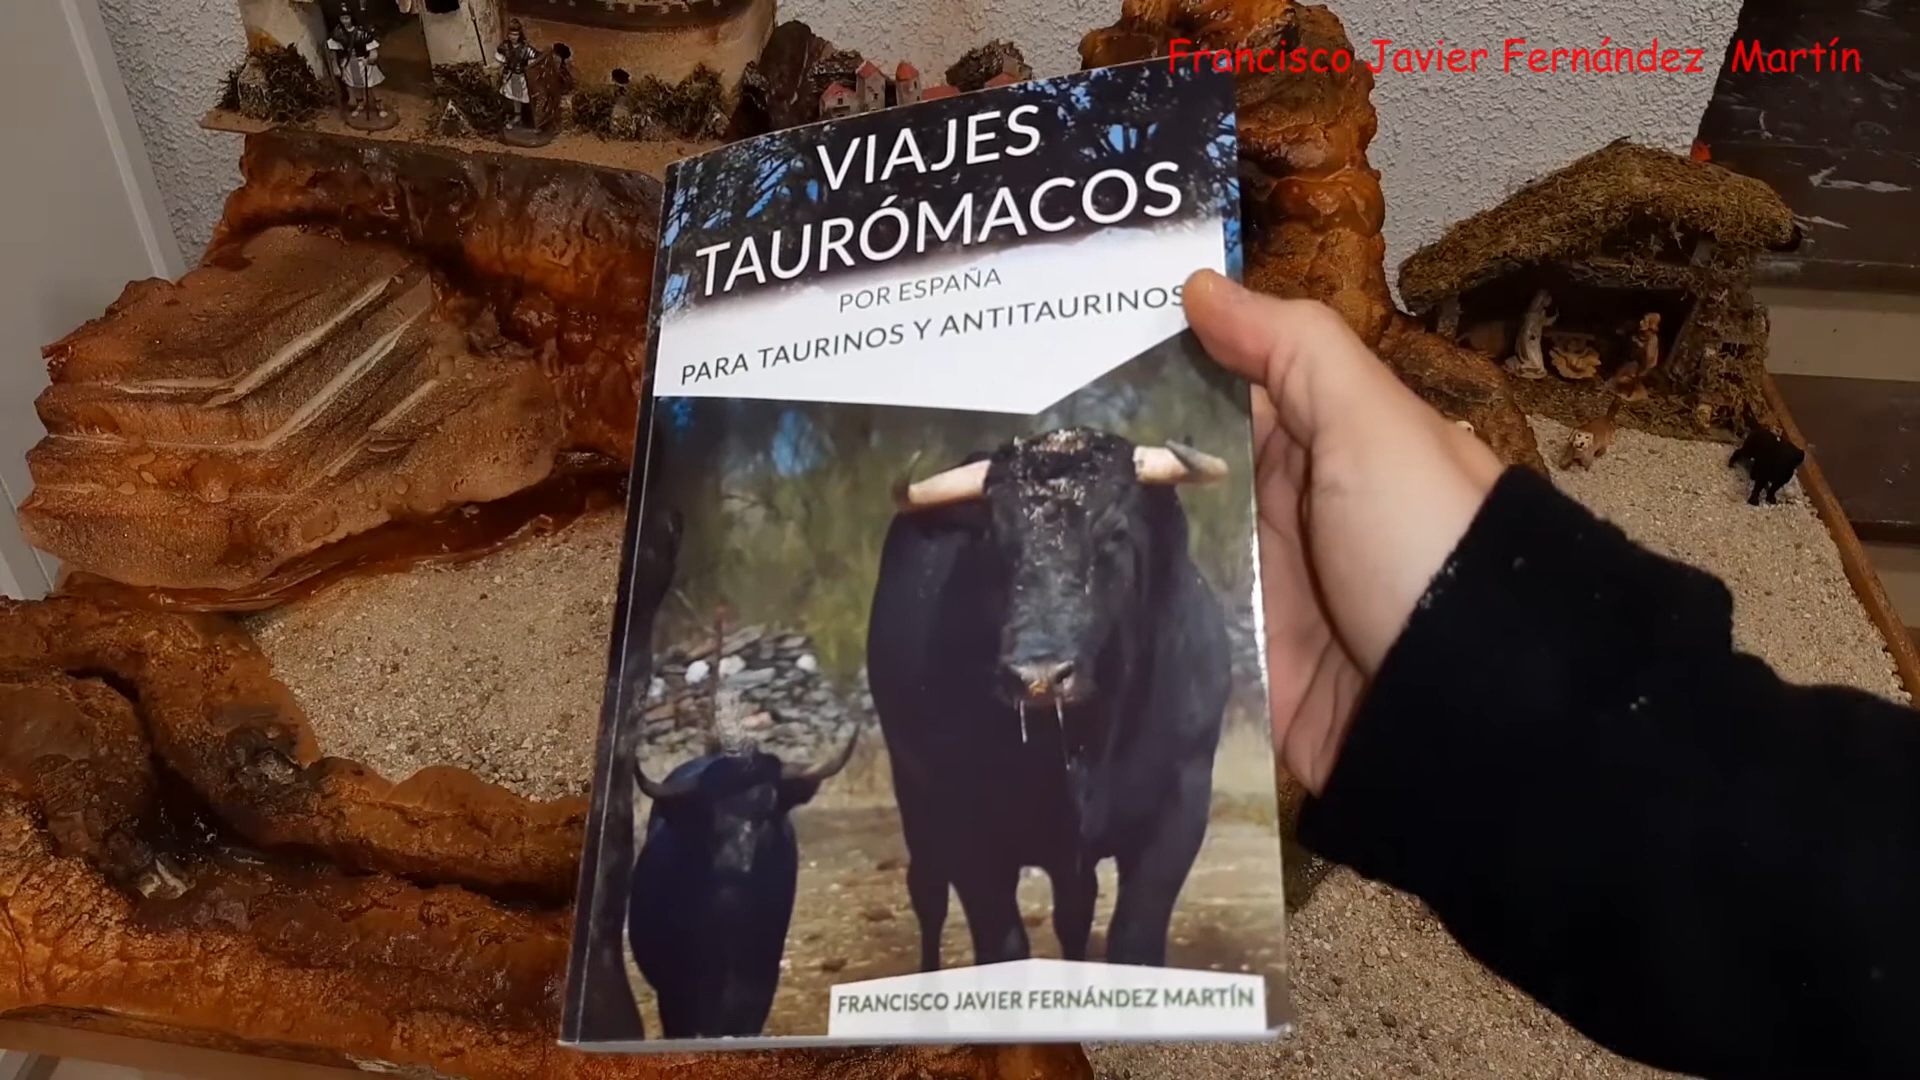 Francisco Javier Fernández Martín
VIAJES
TAURÓMACOS
POR ESPAÑA
PARA TAURINOS Y ANTITAURINOS
FRANCISCO JAVIER FERNÁNDEZ MARTÍN